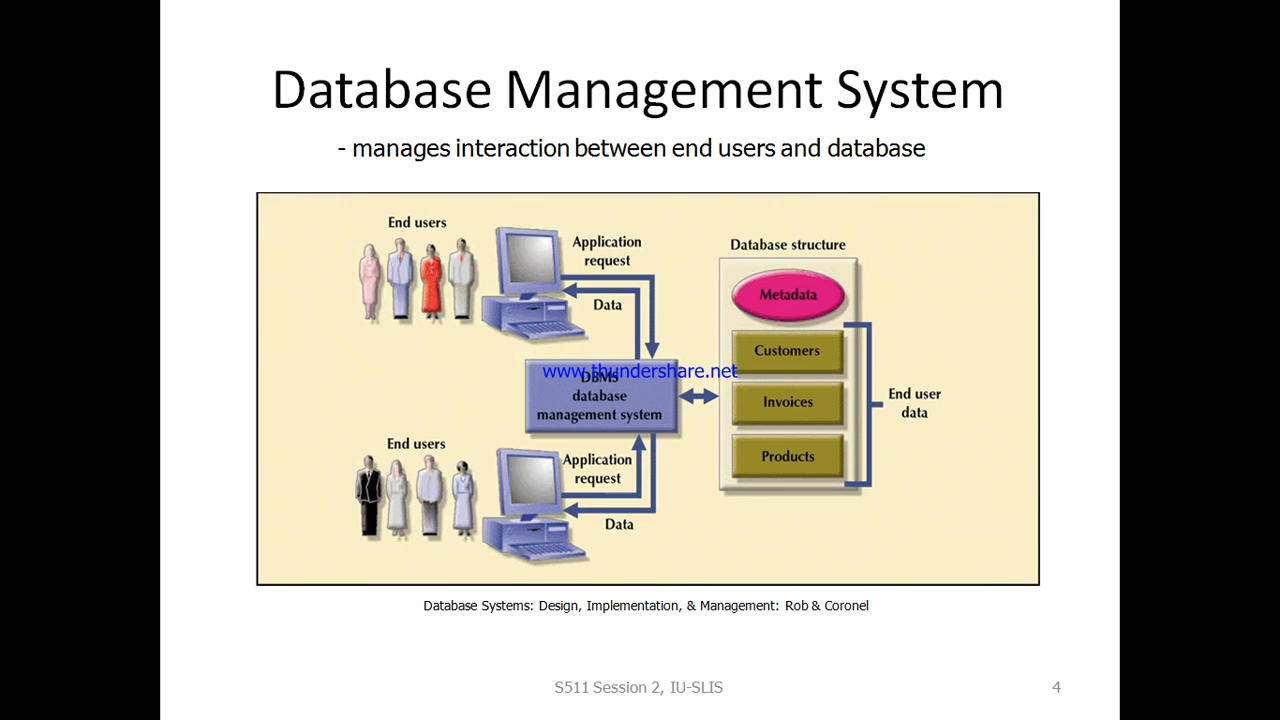 Database Management System
- manages interaction between end users and database
End users
Application
request
Data
Database structure
Metadata
Customers
Invoices
Products
End user
data
www.thundershare.net
DBMS
database
management system
End users
Application
request
Data
Database Systems: Design, Implementation, & Management: Rob & Coronel
S511 Session 2, IU-SLIS
4